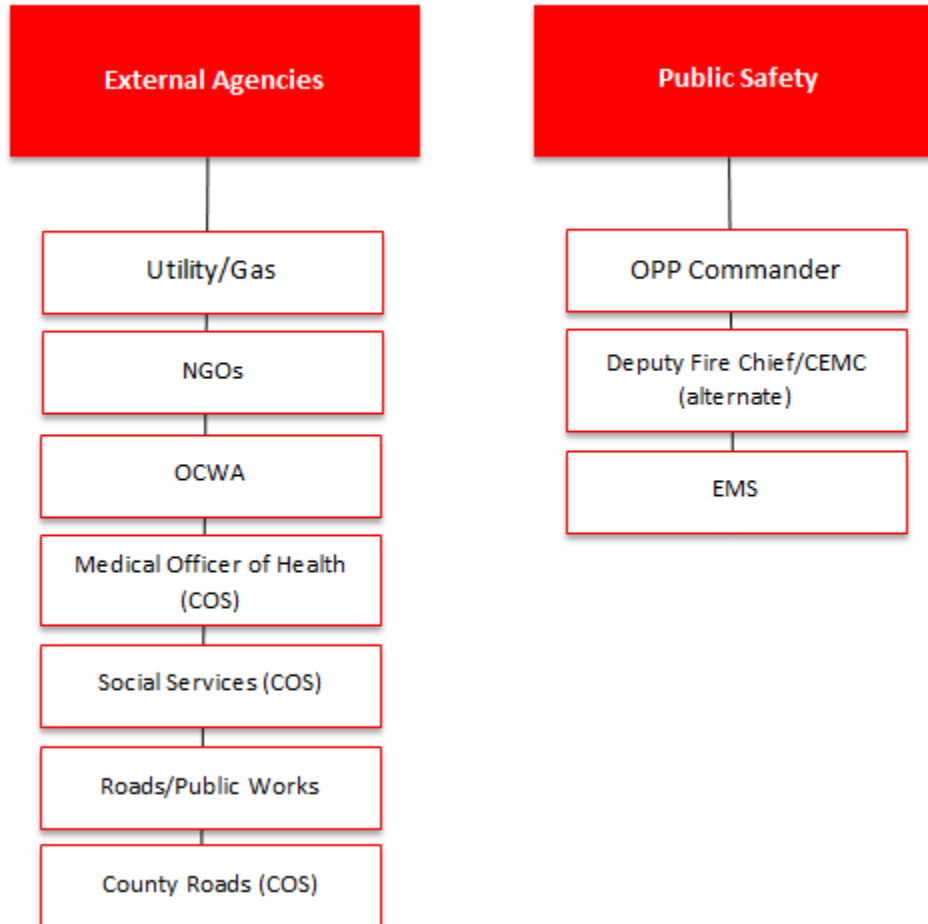 External Agencies
Utility/Gas
NGOs
OCWA
Medical Officer of Health
(COS)
Social Services (COS)
Roads/Public Works
County Roads (COS)
Public Safety
OPP Commander
Deputy Fire Chief/CEMC
(alternate)
EMS